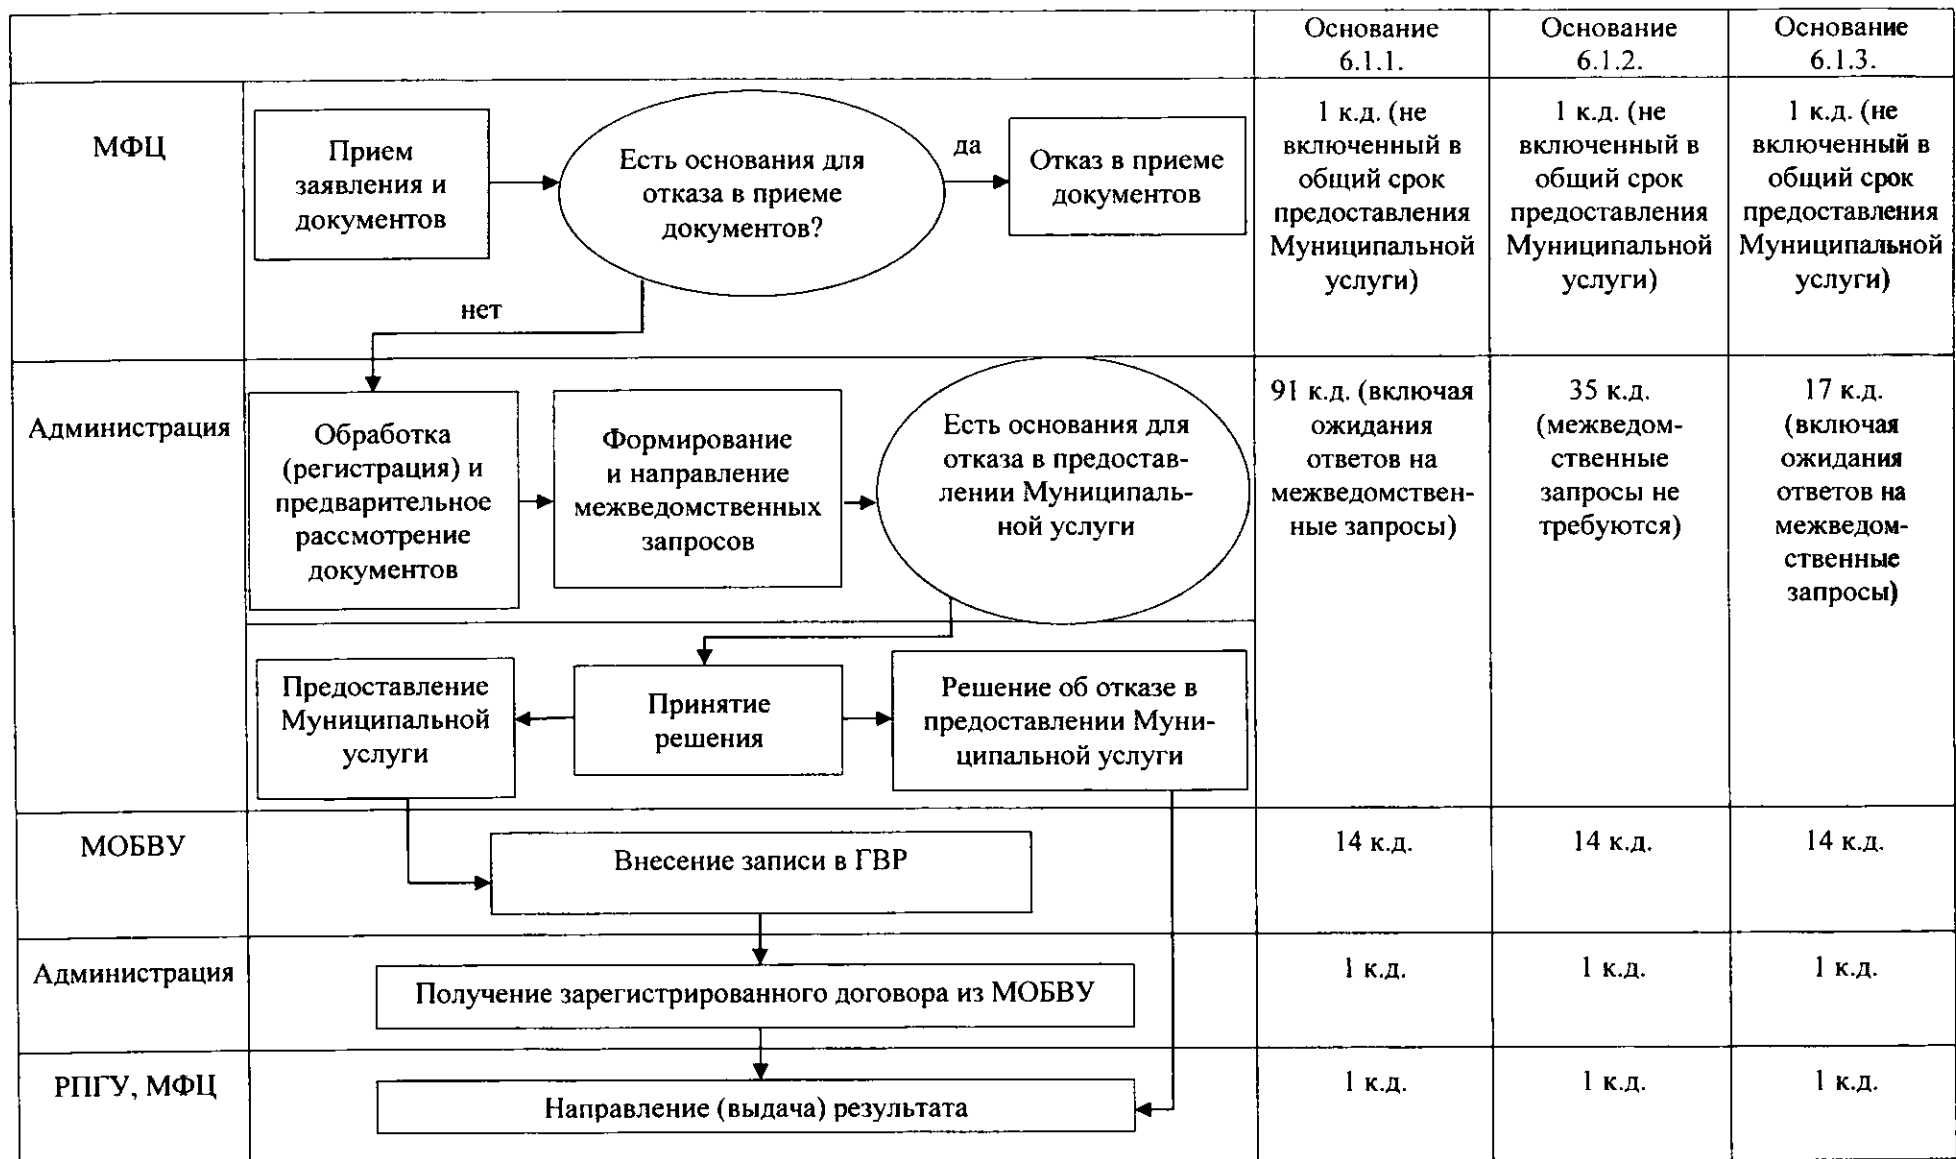 Основание
6.1.1.
Основание
6.1.2.
Основание
6.1.3.
МФЦ
Прием
заявления и
документов
Есть основания для
отказа в приеме
документов?
да
Отказ в приеме
документов
нет
1 к.д. (не
включенный в
общий срок
предоставления
Муниципальной
услуги)
1 к.д. (не
включенный в
общий срок
предоставления
Муниципальной
услуги)
1 к.д. (не
включенный в
общий срок
предоставления
Муниципальной
услуги)
Администрация
Обработка
(регистрация) и
предварительное
рассмотрение
документов
Формирование
и направление
межведомственных
запросов
Есть основания для
отказа в предостав-
лении Муниципаль-
ной услуги
91 к.д. (включая
ожидания
ответов на
межведомствен-
ные запросы)
35 к.д.
(межведом-
ственные
запросы не
требуются)
17 к.д.
(включая
ожидания
ответов на
межведом-
ственные
запросы)
Предоставление
Муниципальной
услуги
Принятие
решения
Решение об отказе в
предоставлении Муни-
ципальной услуги
МОБВУ
Внесение записи в ГВР
14 к.д.
14 к.д.
14 к.д.
Администрация
Получение зарегистрированного договора из МОБВУ
1 к.д.
1 к.д.
1 к.д.
РПГУ, МФЦ
Направление (выдача) результата
1 к.д.
1 к.д.
1 к.д.